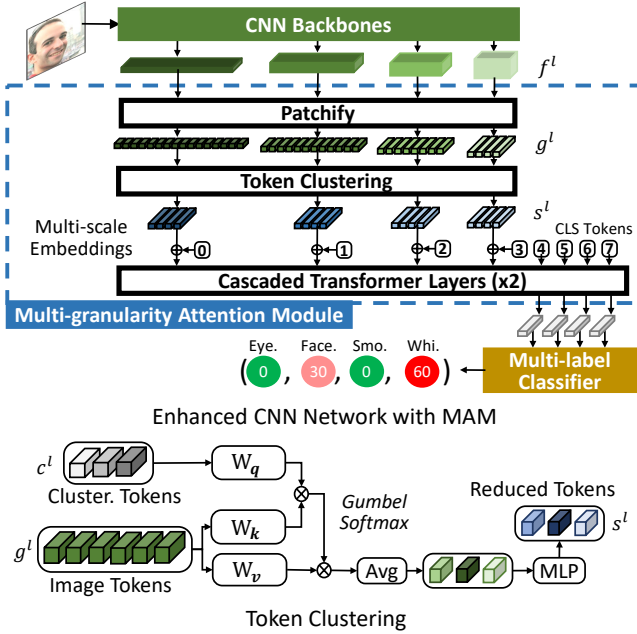 CNN Backbones
f^l
Patchify
g^l
Token Clustering
s^l
Multi-scale
Embeddings
CLS Tokens
0 1 2 3 4 5 6 7
Cascaded Transformer Layers (x2)
Multi-granularity Attention Module
Eye. Face. Smo. Whi.
( 0 , 30 , 0 , 60 )
Multi-label
Classifier
Enhanced CNN Network with MAM
c^l
W_q
Cluster. Tokens
Gumbel
Softmax
Reduced Tokens
s^l
g^l
W_k
W_v
Image Tokens
Avg
MLP
Token Clustering